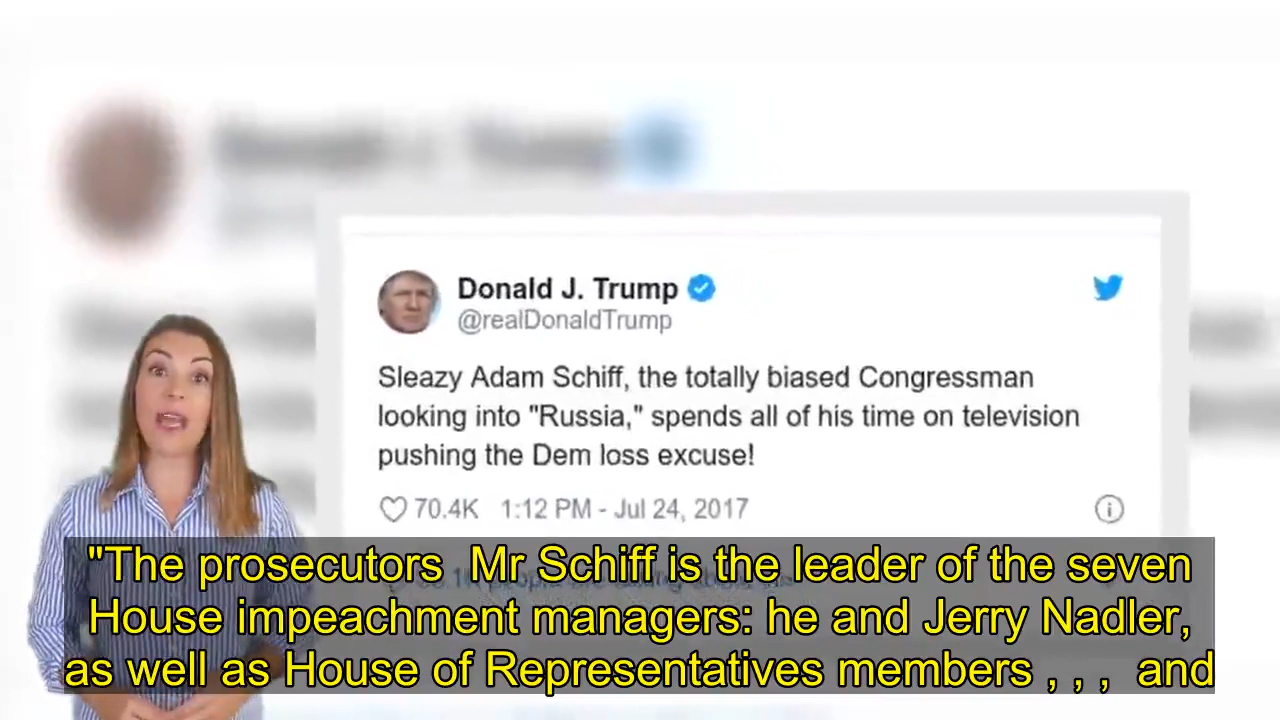 Donald J. Trump
@realDonaldTrump
Sleazy Adam Schiff, the totally biased Congressman
looking into "Russia," spends all of his time on television
pushing the Dem loss excuse!
70.4K 1:12 PM - Jul 24, 2017
"The prosecutors Mr Schiff is the leader of the seven
House impeachment managers: he and Jerry Nadler,
as well as House of Representatives members , , , and